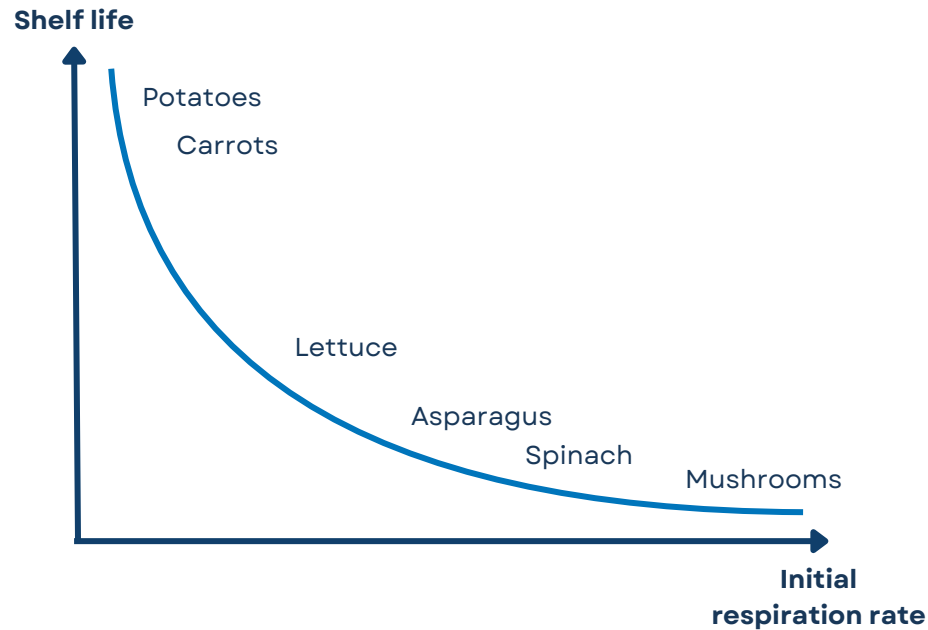 Shelf life
Potatoes
Carrots
Lettuce
Asparagus
Spinach
Mushrooms
Initial
respiration rate